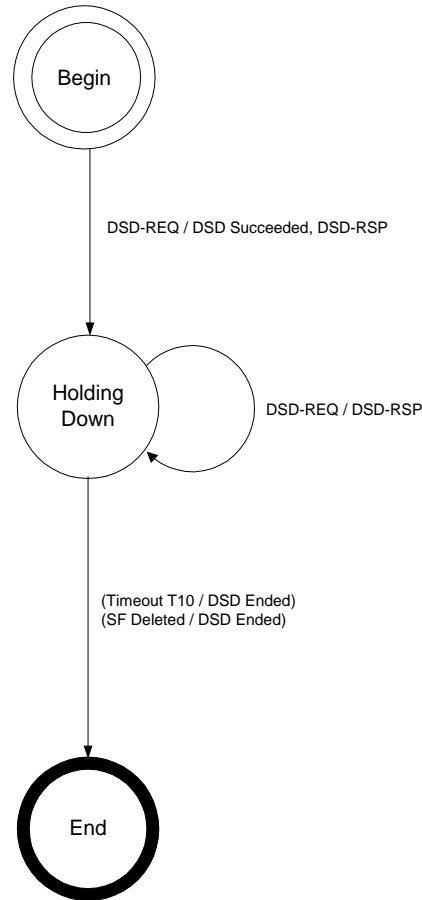 Begin
DSD-REQ / DSD Succeeded, DSD-RSP
Holding
Down
DSD-REQ / DSD-RSP
(Timeout T10 / DSD Ended)
(SF Deleted / DSD Ended)
End